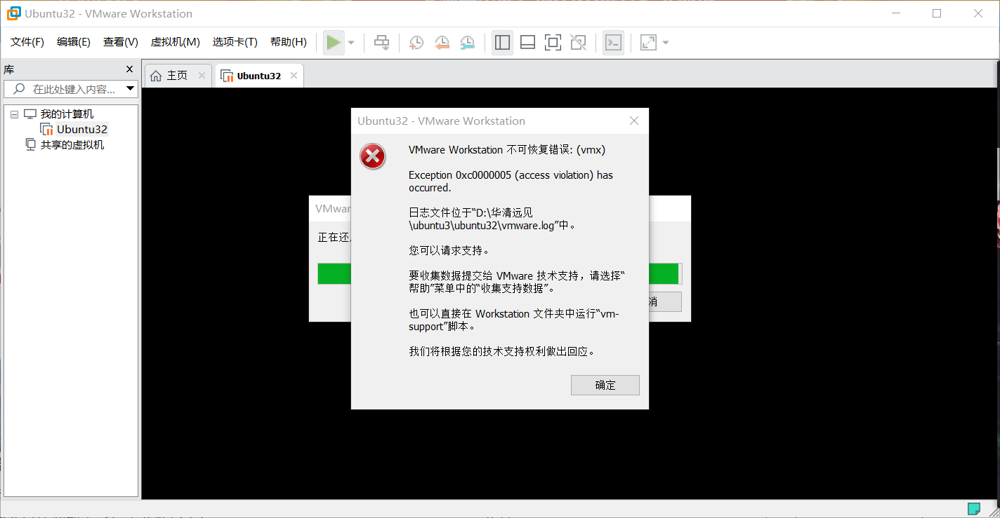 Ubuntu32 - VMware Workstation
文件(F) 编辑(E) 查看(V) 虚拟机(M) 选项卡(T) 帮助(H)
库
主页
Ubuntu32
在此处键入内容...
我的计算机
Ubuntu32
共享的虚拟机
Ubuntu32 - VMware Workstation
VMware Workstation 不可恢复错误: (vmx)
Exception 0xc0000005 (access violation) has
occurred.
日志文件位于“D:\华清远见
\ubuntu3\ubuntu32\vmware.log”中。
您可以请求支持。
要收集数据提交给 VMware 技术支持，请选择“
帮助”菜单中的“收集支持数据”。
也可以直接在 Workstation 文件夹中运行“vm-
support”脚本。
我们将根据您的技术支持权利做出回应。
确定
VMwar
正在还
消